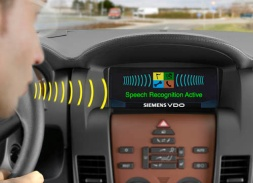 Speech Recognition Active
SIEMENS VDO